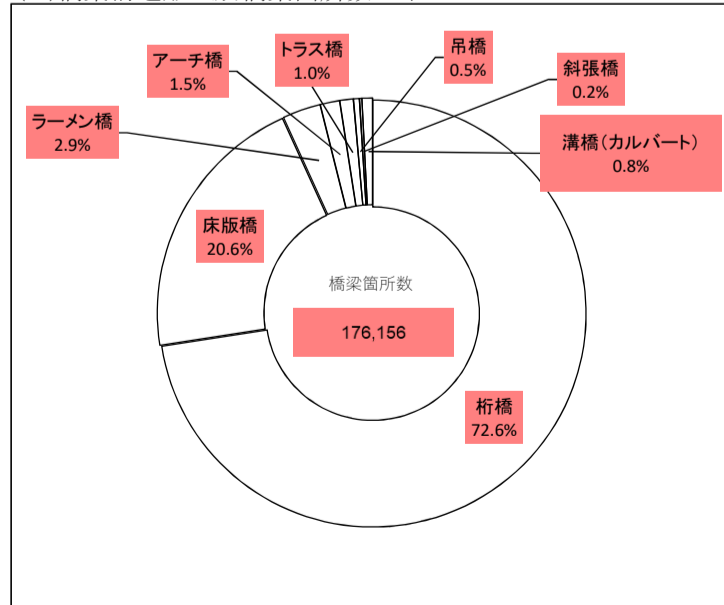 トラス橋
1.0%
吊橋
0.5%
アーチ橋
1.5%
斜張橋
0.2%
ラーメン橋
2.9%
溝橋(カルバート)
0.8%
床版橋
20.6%
橋梁箇所数
176,156
桁橋
72.6%